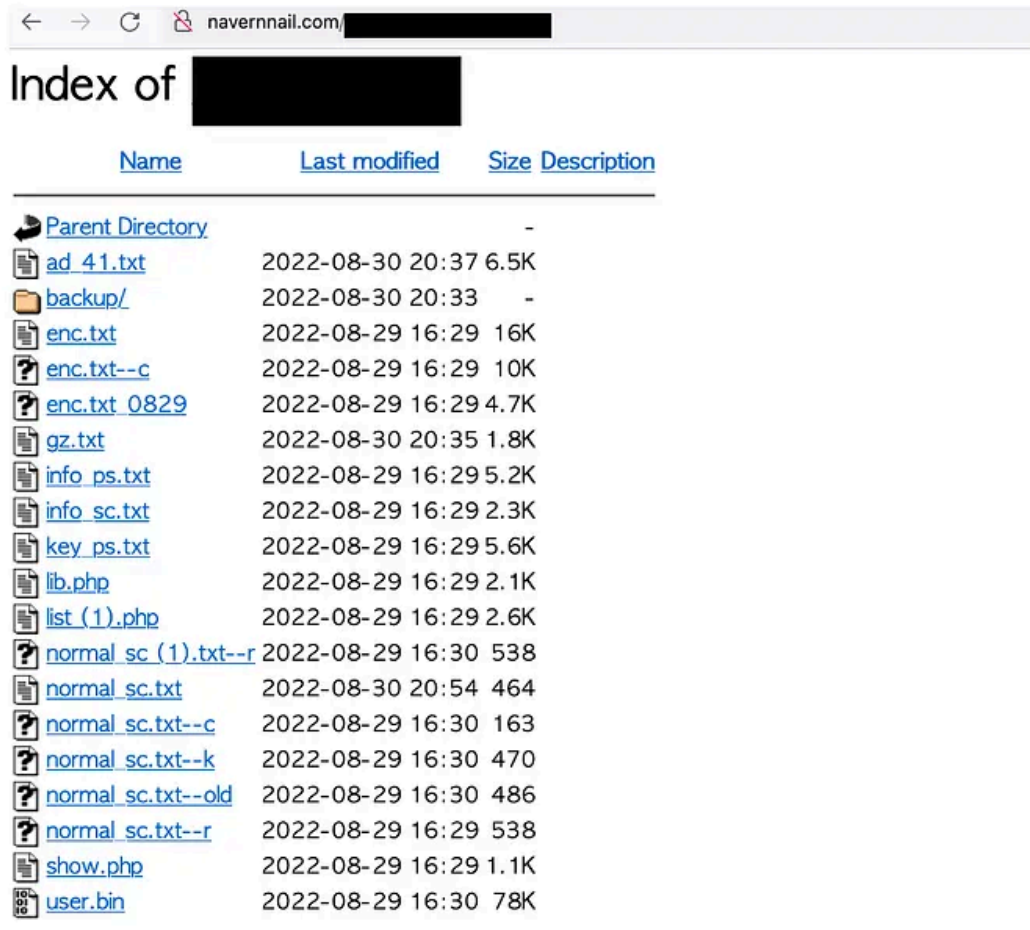 navernnail.com/
Index of
Name Last modified Size Description
Parent Directory -
ad_41.txt 2022-08-30 20:37 6.5K
backup/ 2022-08-30 20:33 -
enc.txt 2022-08-29 16:29 16K
enc.txt--c 2022-08-29 16:29 10K
enc.txt_0829 2022-08-29 16:29 4.7K
gz.txt 2022-08-30 20:35 1.8K
info_ps.txt 2022-08-29 16:29 5.2K
info_sc.txt 2022-08-29 16:29 2.3K
key_ps.txt 2022-08-29 16:29 5.6K
lib.php 2022-08-29 16:29 2.1K
list (1).php 2022-08-29 16:29 2.6K
normal_sc (1).txt--r 2022-08-29 16:30 538
normal_sc.txt 2022-08-30 20:54 464
normal_sc.txt--c 2022-08-29 16:30 163
normal_sc.txt--k 2022-08-29 16:30 470
normal_sc.txt--old 2022-08-29 16:30 486
normal_sc.txt--r 2022-08-29 16:29 538
show.php 2022-08-29 16:29 1.1K
user.bin 2022-08-29 16:30 78K